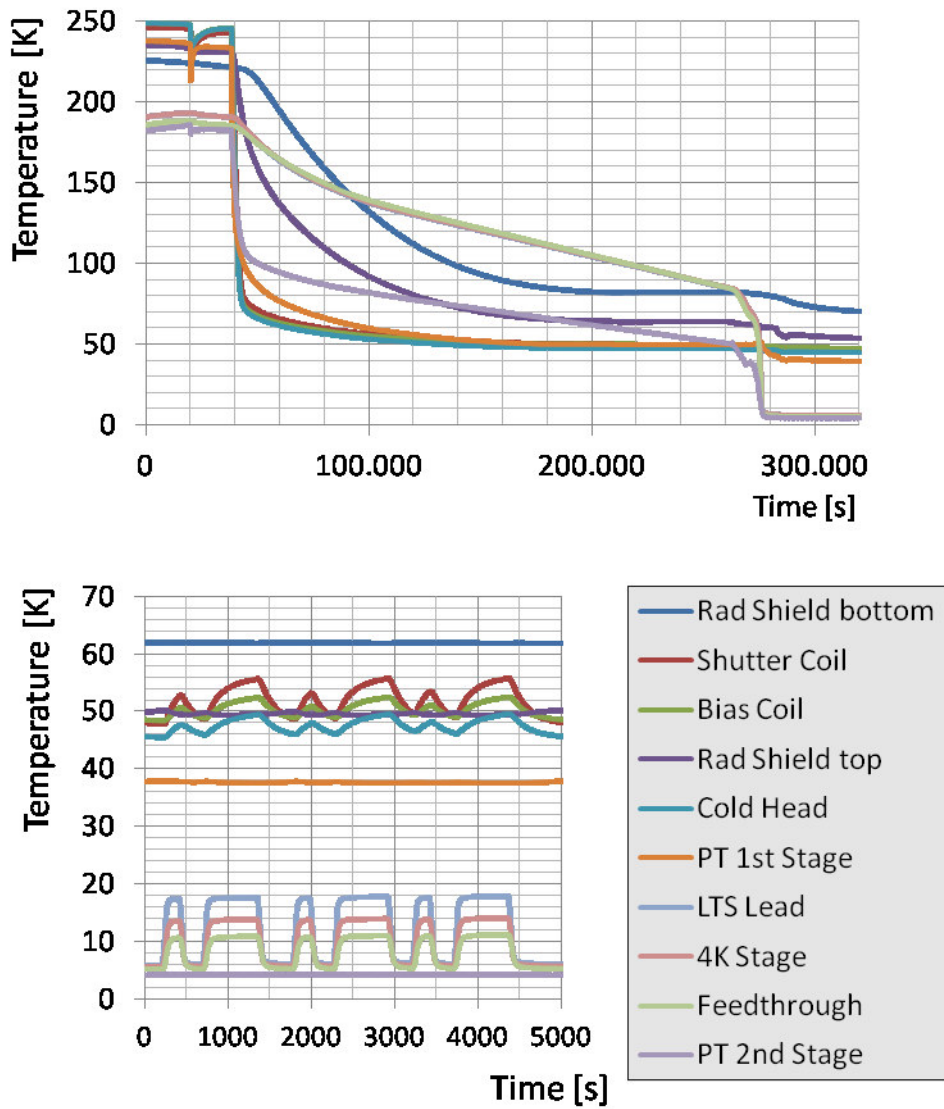 Temperature [K]
250
200
150
100
50
0
0 100.000 200.000 300.000
Time [s]
Temperature [K]
70
60
50
40
30
20
10
0
0 1000 2000 3000 4000 5000
Time [s]
Rad Shield bottom
Shutter Coil
Bias Coil
Rad Shield top
Cold Head
PT 1st Stage
LTS Lead
4K Stage
Feedthrough
PT 2nd Stage